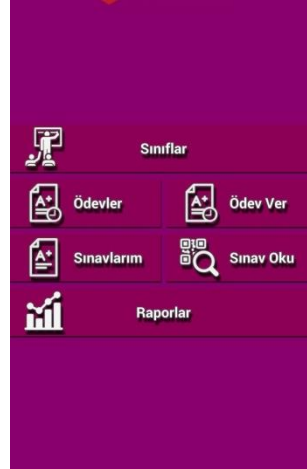 Sınıflar
Ödevler
Ödev Ver
Sınavlarım
Sınav Oku
Raporlar